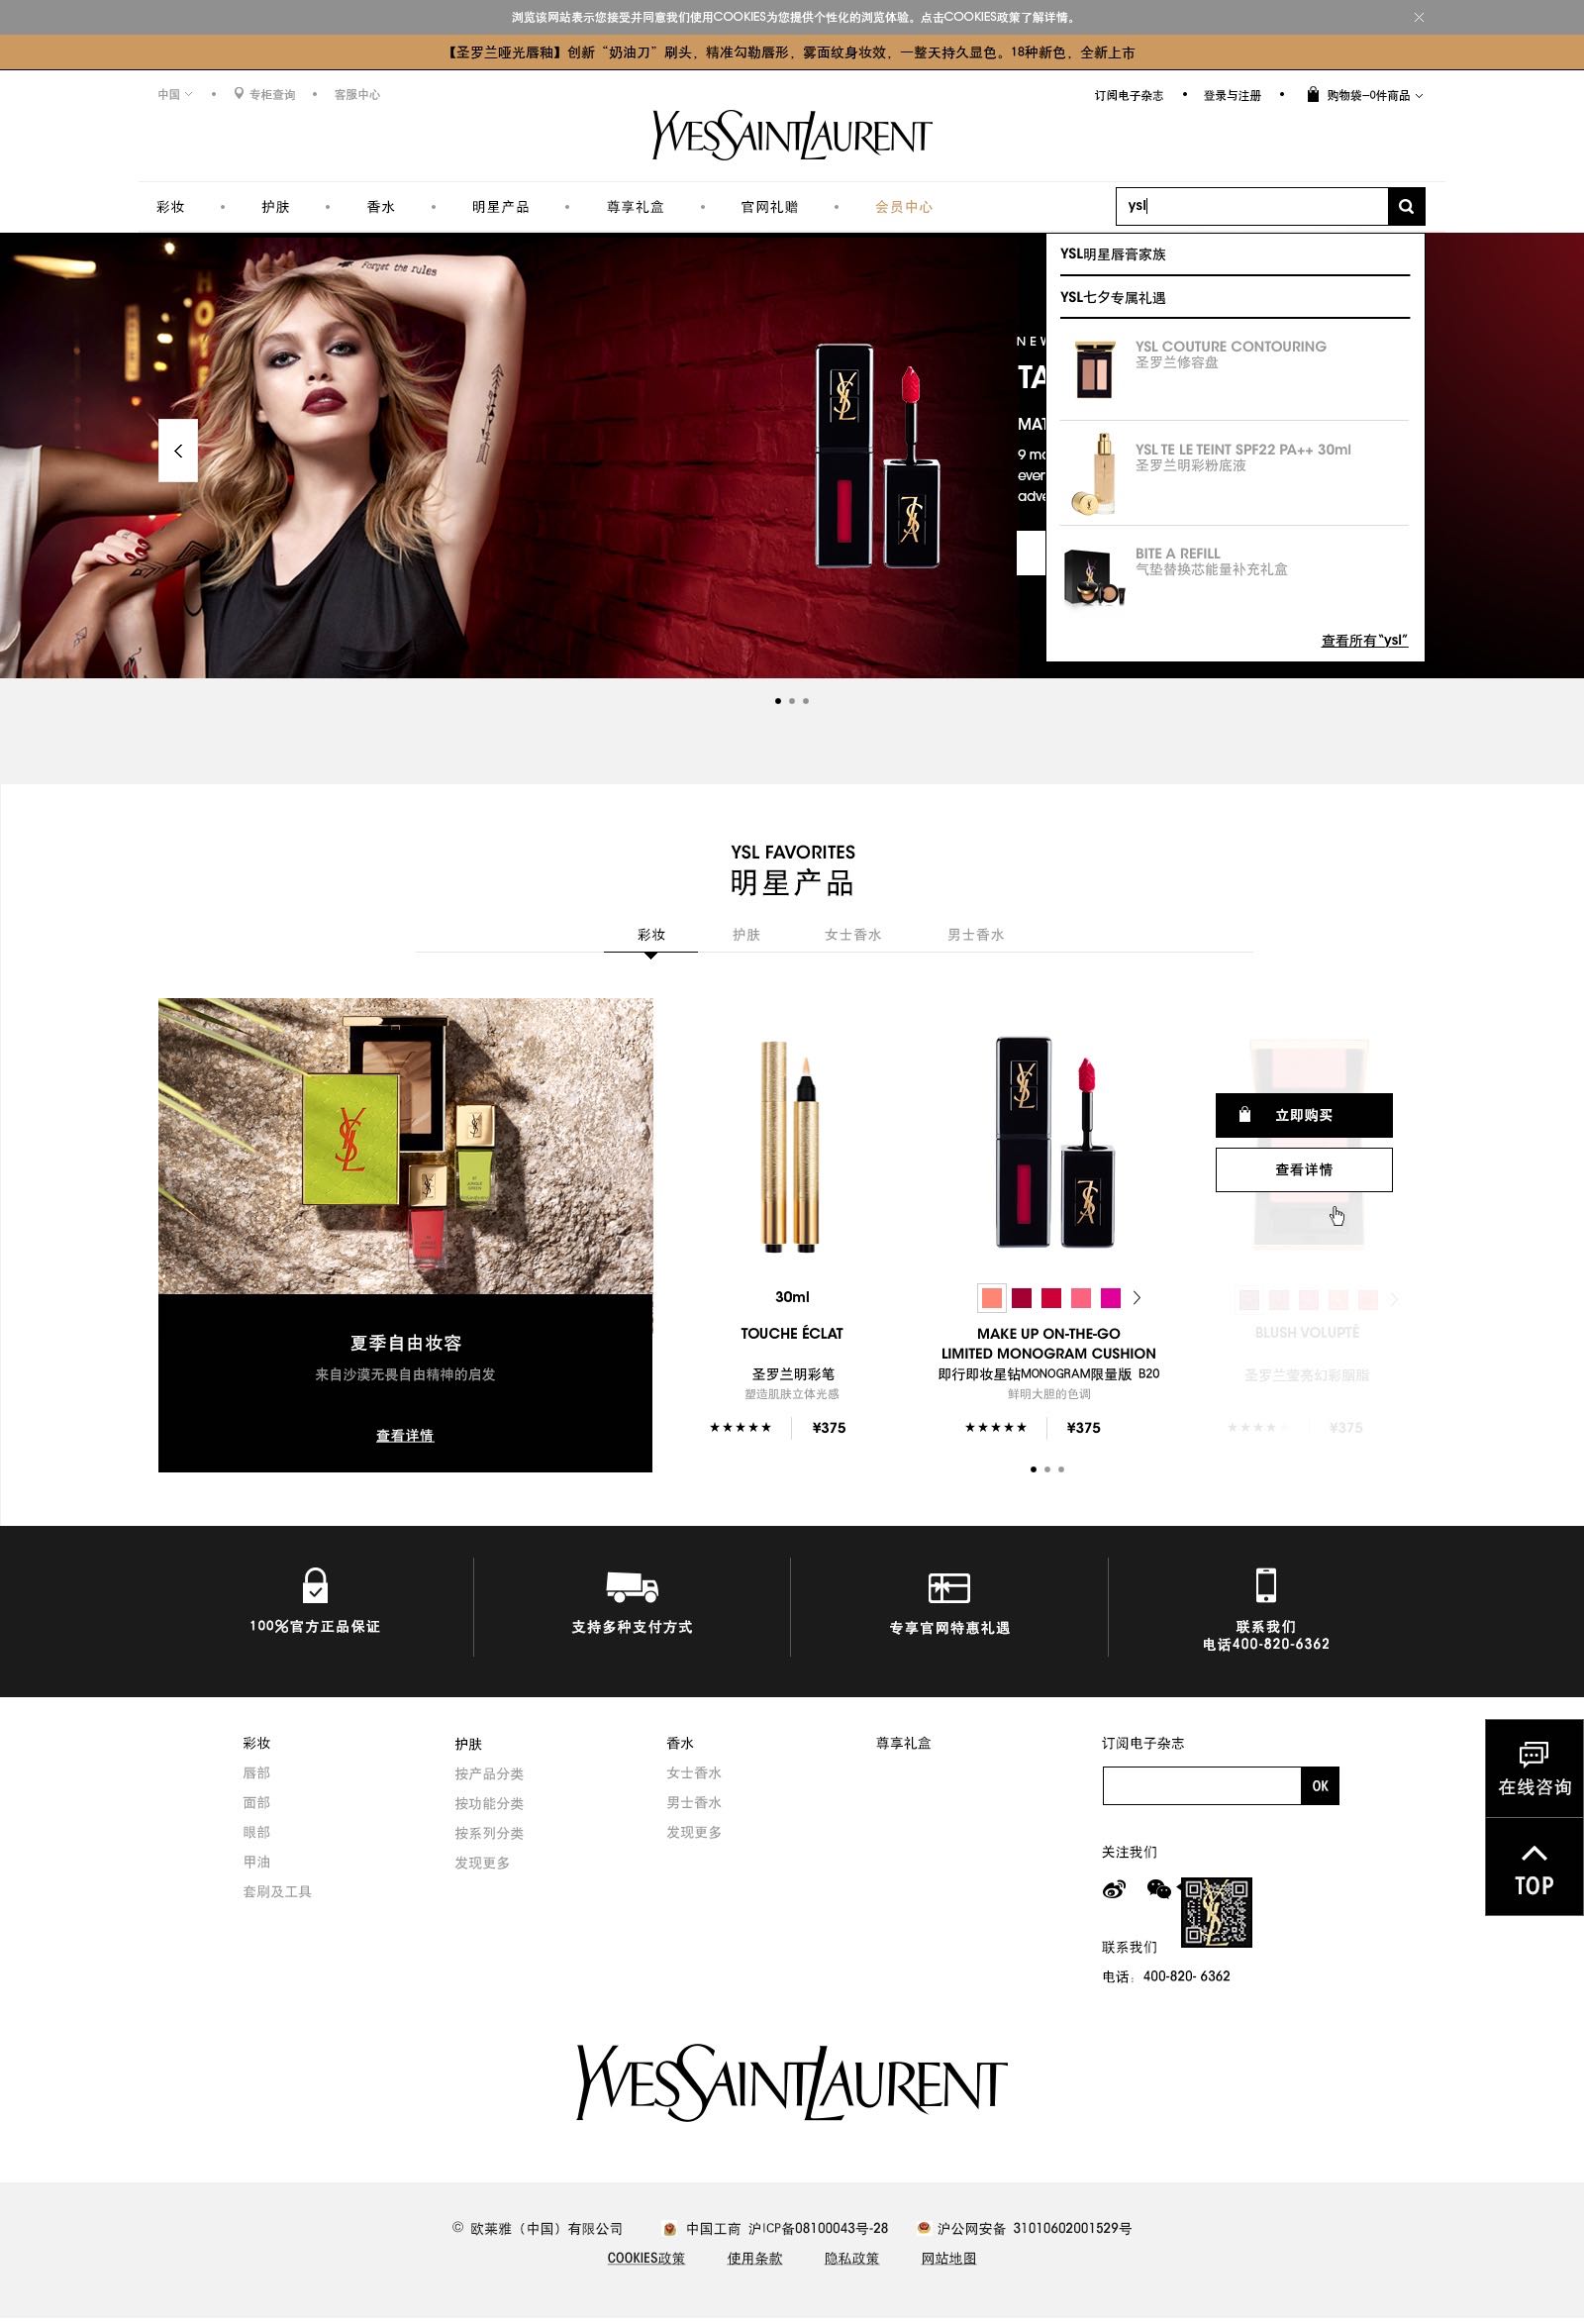 浏览该网站表示您接受并同意我们使用COOKIES为您提供个性化的浏览体验。点击COOKIES政策了解详情。
【圣罗兰哑光唇釉】创新“奶油刀”刷头，精准勾勒唇形，雾面纹身妆效，一整天持久显色。18种新色，全新上市
中国 • 专柜查询 • 客服中心
订阅电子杂志 • 登录与注册 • 购物袋—0件商品
YVESSAINTLAURENT
彩妆 • 护肤 • 香水 • 明星产品 • 尊享礼盒 • 官网礼赠 • 会员中心
ysl
Forget the rules
YSL明星唇膏家族
YSL七夕专属礼遇
YSL COUTURE CONTOURING
圣罗兰修容盘
YSL TE LE TEINT SPF22 PA++ 30ml
圣罗兰明彩粉底液
BITE A REFILL
气垫替换芯能量补充礼盒
查看所有“ysl”
NEW
TA
MAT
9 mo
ever
adve
YSL FAVORITES
明星产品
彩妆 护肤 女士香水 男士香水
夏季自由妆容
来自沙漠无畏自由精神的启发
查看详情
30ml
TOUCHE ÉCLAT
圣罗兰明彩笔
塑造肌肤立体光感
★★★★★ ¥375
MAKE UP ON-THE-GO
LIMITED MONOGRAM CUSHION
即行即妆星钻MONOGRAM限量版 B20
鲜明大胆的色调
★★★★★ ¥375
立即购买
查看详情
BLUSH VOLUPTÉ
圣罗兰莹亮幻彩胭脂
★★★★★ ¥375
100%官方正品保证
支持多种支付方式
专享官网特惠礼遇
联系我们
电话400-820-6362
彩妆
唇部
面部
眼部
甲油
套刷及工具
护肤
按产品分类
按功能分类
按系列分类
发现更多
香水
女士香水
男士香水
发现更多
尊享礼盒
订阅电子杂志
OK
关注我们
联系我们
电话：400-820- 6362
在线咨询
TOP
YVESSAINTLAURENT
© 欧莱雅（中国）有限公司 中国工商 沪ICP备08100043号-28 沪公网安备 31010602001529号
COOKIES政策 使用条款 隐私政策 网站地图